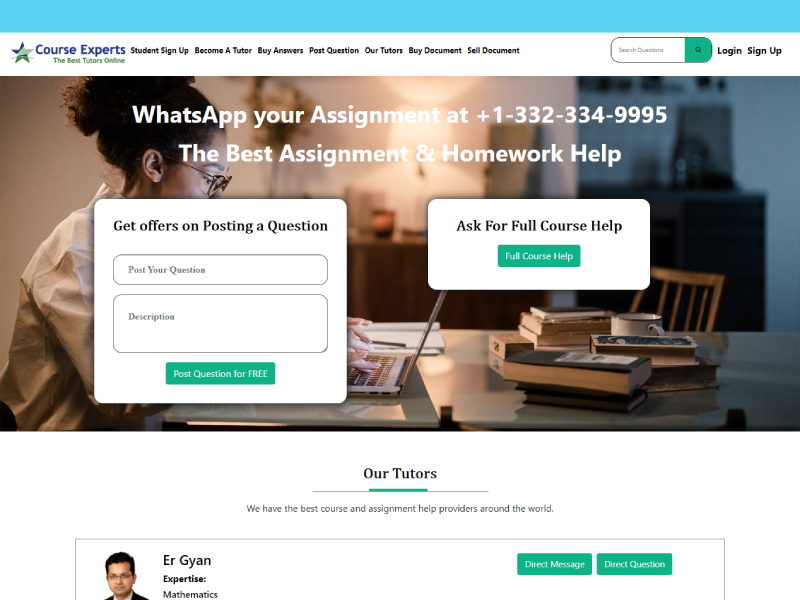 Course Experts
The Best Tutors Online
Student Sign Up Become A Tutor Buy Answers Post Question Our Tutors Buy Document Sell Document
Search Questions
Login Sign Up
WhatsApp your Assignment at +1-332-334-9995
The Best Assignment & Homework Help
Get offers on Posting a Question
Post Your Question
Description
Post Question for FREE
Ask For Full Course Help
Full Course Help
Our Tutors
We have the best course and assignment help providers around the world.
Er Gyan
Expertise:
Mathematics
Direct Message
Direct Question